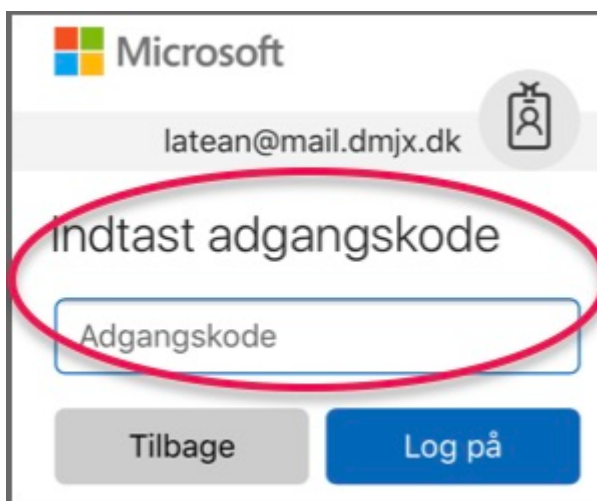 Microsoft
latean@mail.dmjx.dk
Indtast adgangskode
Adgangskode
Tilbage
Log på